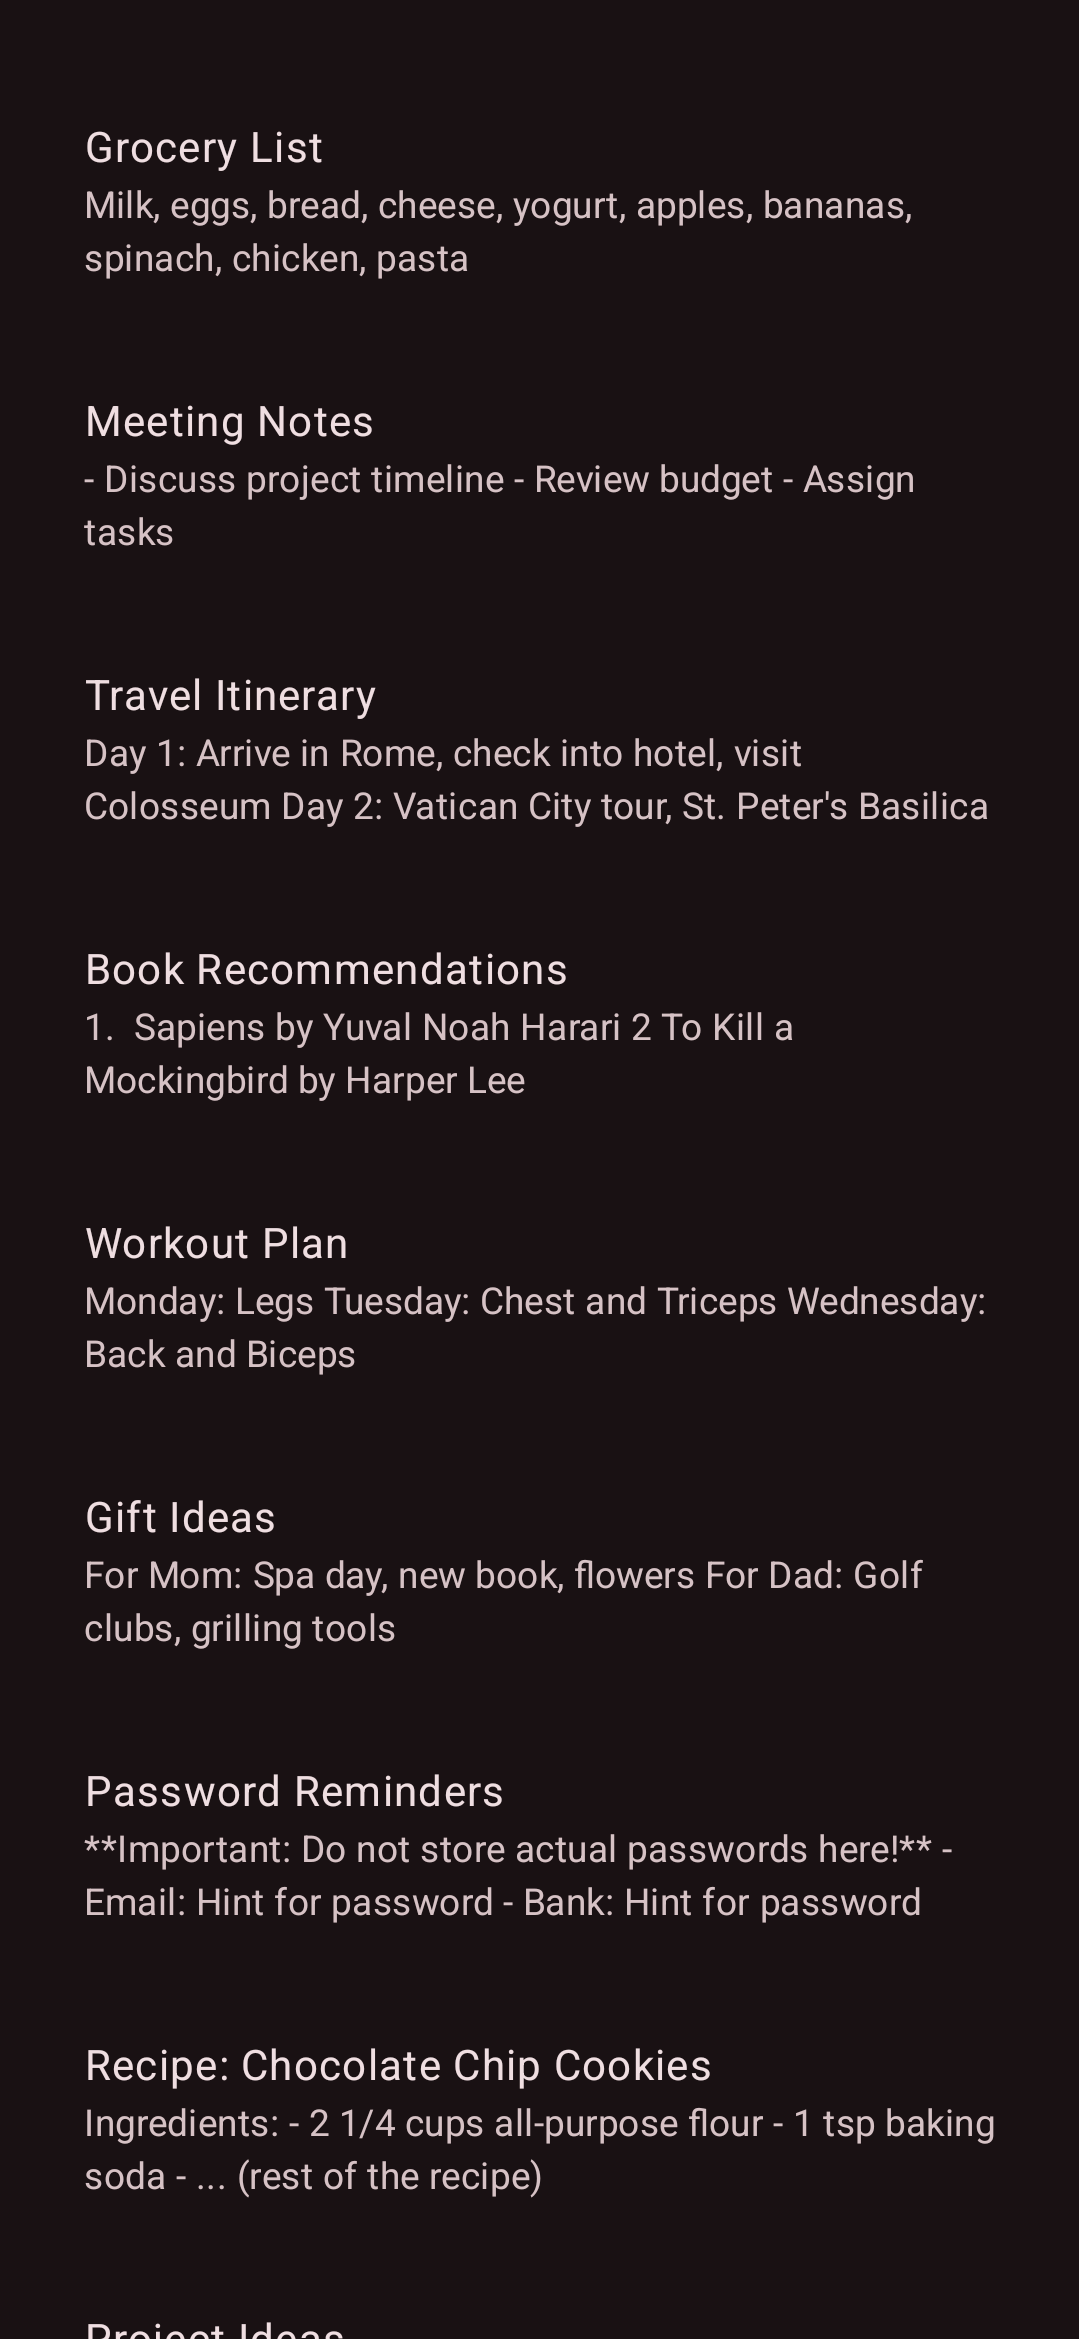 Grocery List
Milk, eggs, bread, cheese, yogurt, apples, bananas,
spinach, chicken, pasta
Meeting Notes
- Discuss project timeline - Review budget - Assign
tasks
Travel Itinerary
Day 1: Arrive in Rome, check into hotel, visit
Colosseum Day 2: Vatican City tour, St. Peter's Basilica
Book Recommendations
1.  Sapiens by Yuval Noah Harari 2 To Kill a
Mockingbird by Harper Lee
Workout Plan
Monday: Legs Tuesday: Chest and Triceps Wednesday:
Back and Biceps
Gift Ideas
For Mom: Spa day, new book, flowers For Dad: Golf
clubs, grilling tools
Password Reminders
**Important: Do not store actual passwords here!** -
Email: Hint for password - Bank: Hint for password
Recipe: Chocolate Chip Cookies
Ingredients: - 2 1/4 cups all-purpose flour - 1 tsp baking
soda - ... (rest of the recipe)
Project Ideas